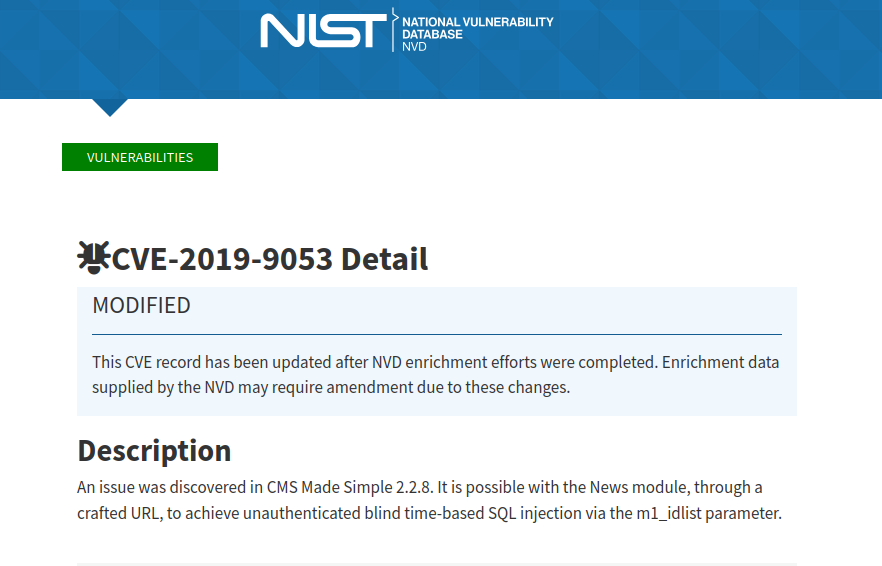 NIST
NATIONAL VULNERABILITY
DATABASE
NVD
VULNERABILITIES
CVE-2019-9053 Detail
MODIFIED
This CVE record has been updated after NVD enrichment efforts were completed. Enrichment data
supplied by the NVD may require amendment due to these changes.
Description
An issue was discovered in CMS Made Simple 2.2.8. It is possible with the News module, through a
crafted URL, to achieve unauthenticated blind time-based SQL injection via the m1_idlist parameter.